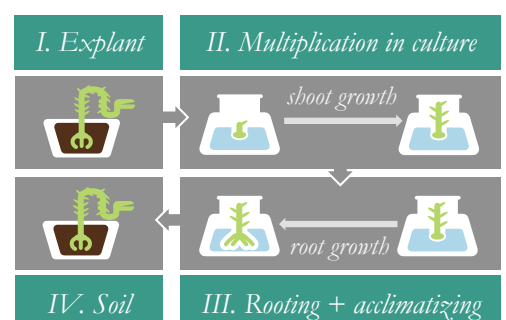 I. Explant
II. Multiplication in culture
shoot growth
root growth
IV. Soil
III. Rooting + acclimatizing